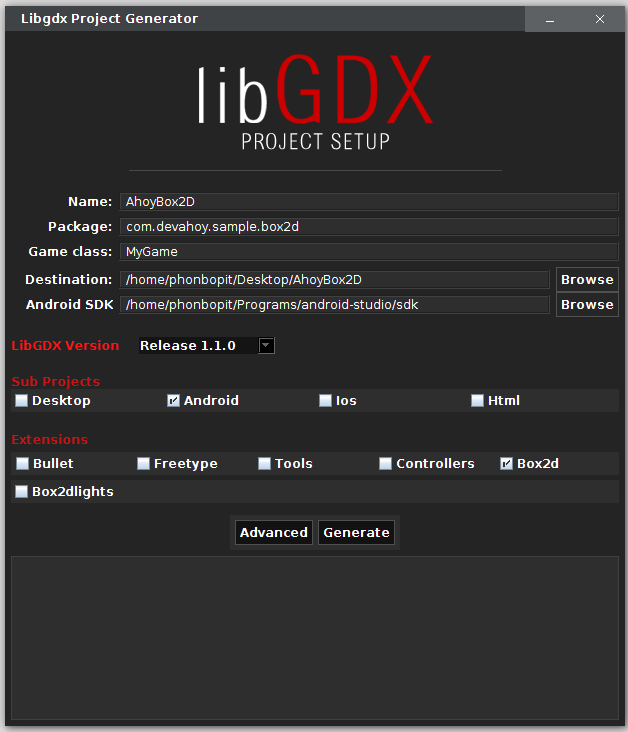 Libgdx Project Generator
libGDX
PROJECT SETUP
Name: AhoyBox2D
Package: com.devahoy.sample.box2d
Game class: MyGame
Destination: /home/phonbopit/Desktop/AhoyBox2D Browse
Android SDK /home/phonbopit/Programs/android-studio/sdk Browse
LibGDX Version Release 1.1.0
Sub Projects
Desktop Android Ios Html
Extensions
Bullet Freetype Tools Controllers Box2d
Box2dlights
Advanced Generate